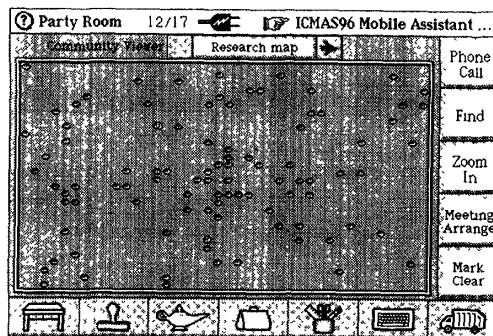 Party Room 12/17 ICMAS96 Mobile Assistant ...
Community Viewer Research map
Phone
Call
Find
Zoom
In
Meeting
Arrange
Mark
Clear